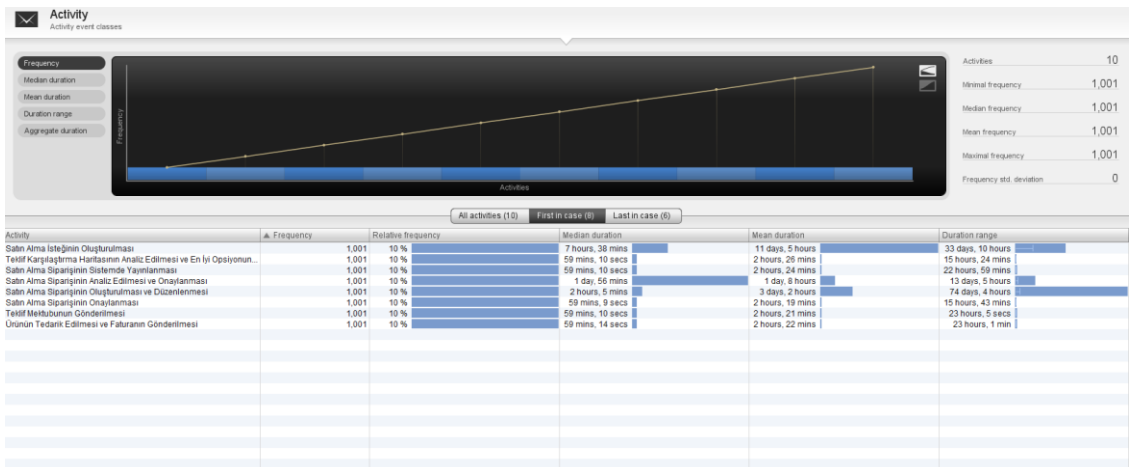 Activity
Activity event classes
Frequency
Median duration
Mean duration
Duration range
Aggregate duration
Frequency
Activities
Activities 10
Minimal frequency 1,001
Median frequency 1,001
Mean frequency 1,001
Maximal frequency 1,001
Frequency std. deviation 0
All activities (10) First in case (8) Last in case (6)
Activity ▲ Frequency Relative frequency Median duration Mean duration Duration range
Satın Alma İsteğinin Oluşturulması 1,001 10 % 7 hours, 38 mins 11 days, 5 hours 33 days, 10 hours
Teklif Karşılaştırma Haritasının Analiz Edilmesi ve En İyi Opsiyonun... 1,001 10 % 59 mins, 10 secs 2 hours, 26 mins 15 hours, 24 mins
Satın Alma Siparişinin Sistemde Yayınlanması 1,001 10 % 59 mins, 10 secs 2 hours, 24 mins 22 hours, 59 mins
Satın Alma Siparişinin Analiz Edilmesi ve Onaylanması 1,001 10 % 1 day, 56 mins 1 day, 8 hours 13 days, 5 hours
Satın Alma Siparişinin Oluşturulması ve Düzenlenmesi 1,001 10 % 2 hours, 5 mins 3 days, 2 hours 74 days, 4 hours
Satın Alma Siparişinin Onaylanması 1,001 10 % 59 mins, 9 secs 2 hours, 19 mins 15 hours, 43 mins
Teklif Mektubunun Gönderilmesi 1,001 10 % 59 mins, 10 secs 2 hours, 21 mins 23 hours, 5 secs
Ürünün Tedarik Edilmesi ve Faturanın Gönderilmesi 1,001 10 % 59 mins, 14 secs 2 hours, 22 mins 23 hours, 1 min